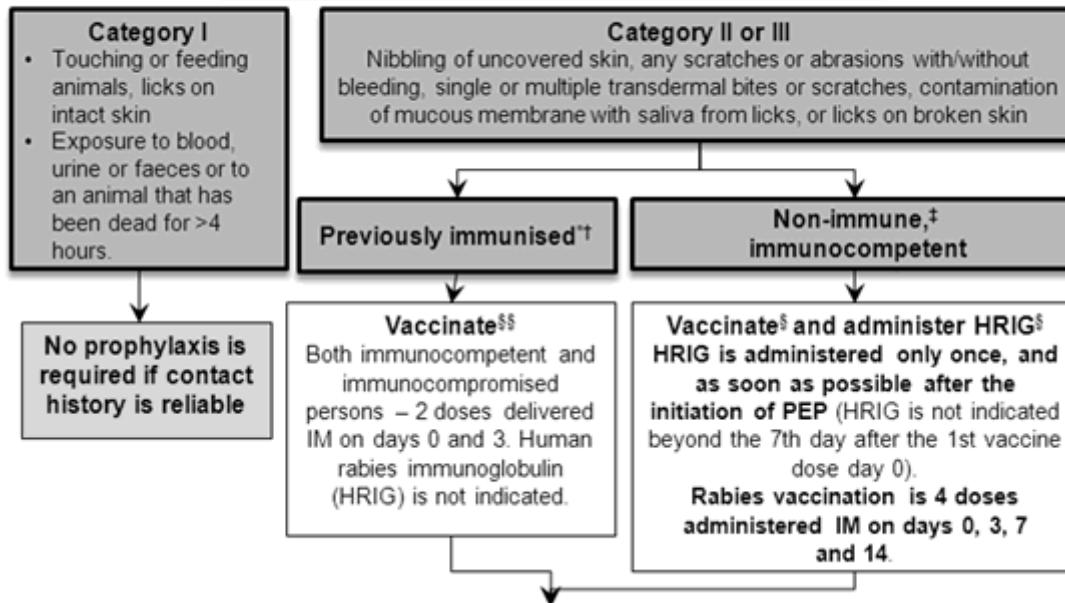 Category I
• Touching or feeding
animals, licks on
intact skin
• Exposure to blood,
urine or faeces or to
an animal that has
been dead for >4
hours.
No prophylaxis is
required if contact
history is reliable
Category II or III
Nibbling of uncovered skin, any scratches or abrasions with/without
bleeding, single or multiple transdermal bites or scratches, contamination
of mucous membrane with saliva from licks, or licks on broken skin
Previously immunised*†
Vaccinate§§
Both immunocompetent and
immunocompromised
persons – 2 doses delivered
IM on days 0 and 3. Human
rabies immunoglobulin
(HRIG) is not indicated.
Non-immune,‡
immunocompetent
Vaccinate§ and administer HRIG§
HRIG is administered only once, and
as soon as possible after the
initiation of PEP (HRIG is not indicated
beyond the 7th day after the 1st vaccine
dose day 0).
Rabies vaccination is 4 doses
administered IM on days 0, 3, 7
and 14.